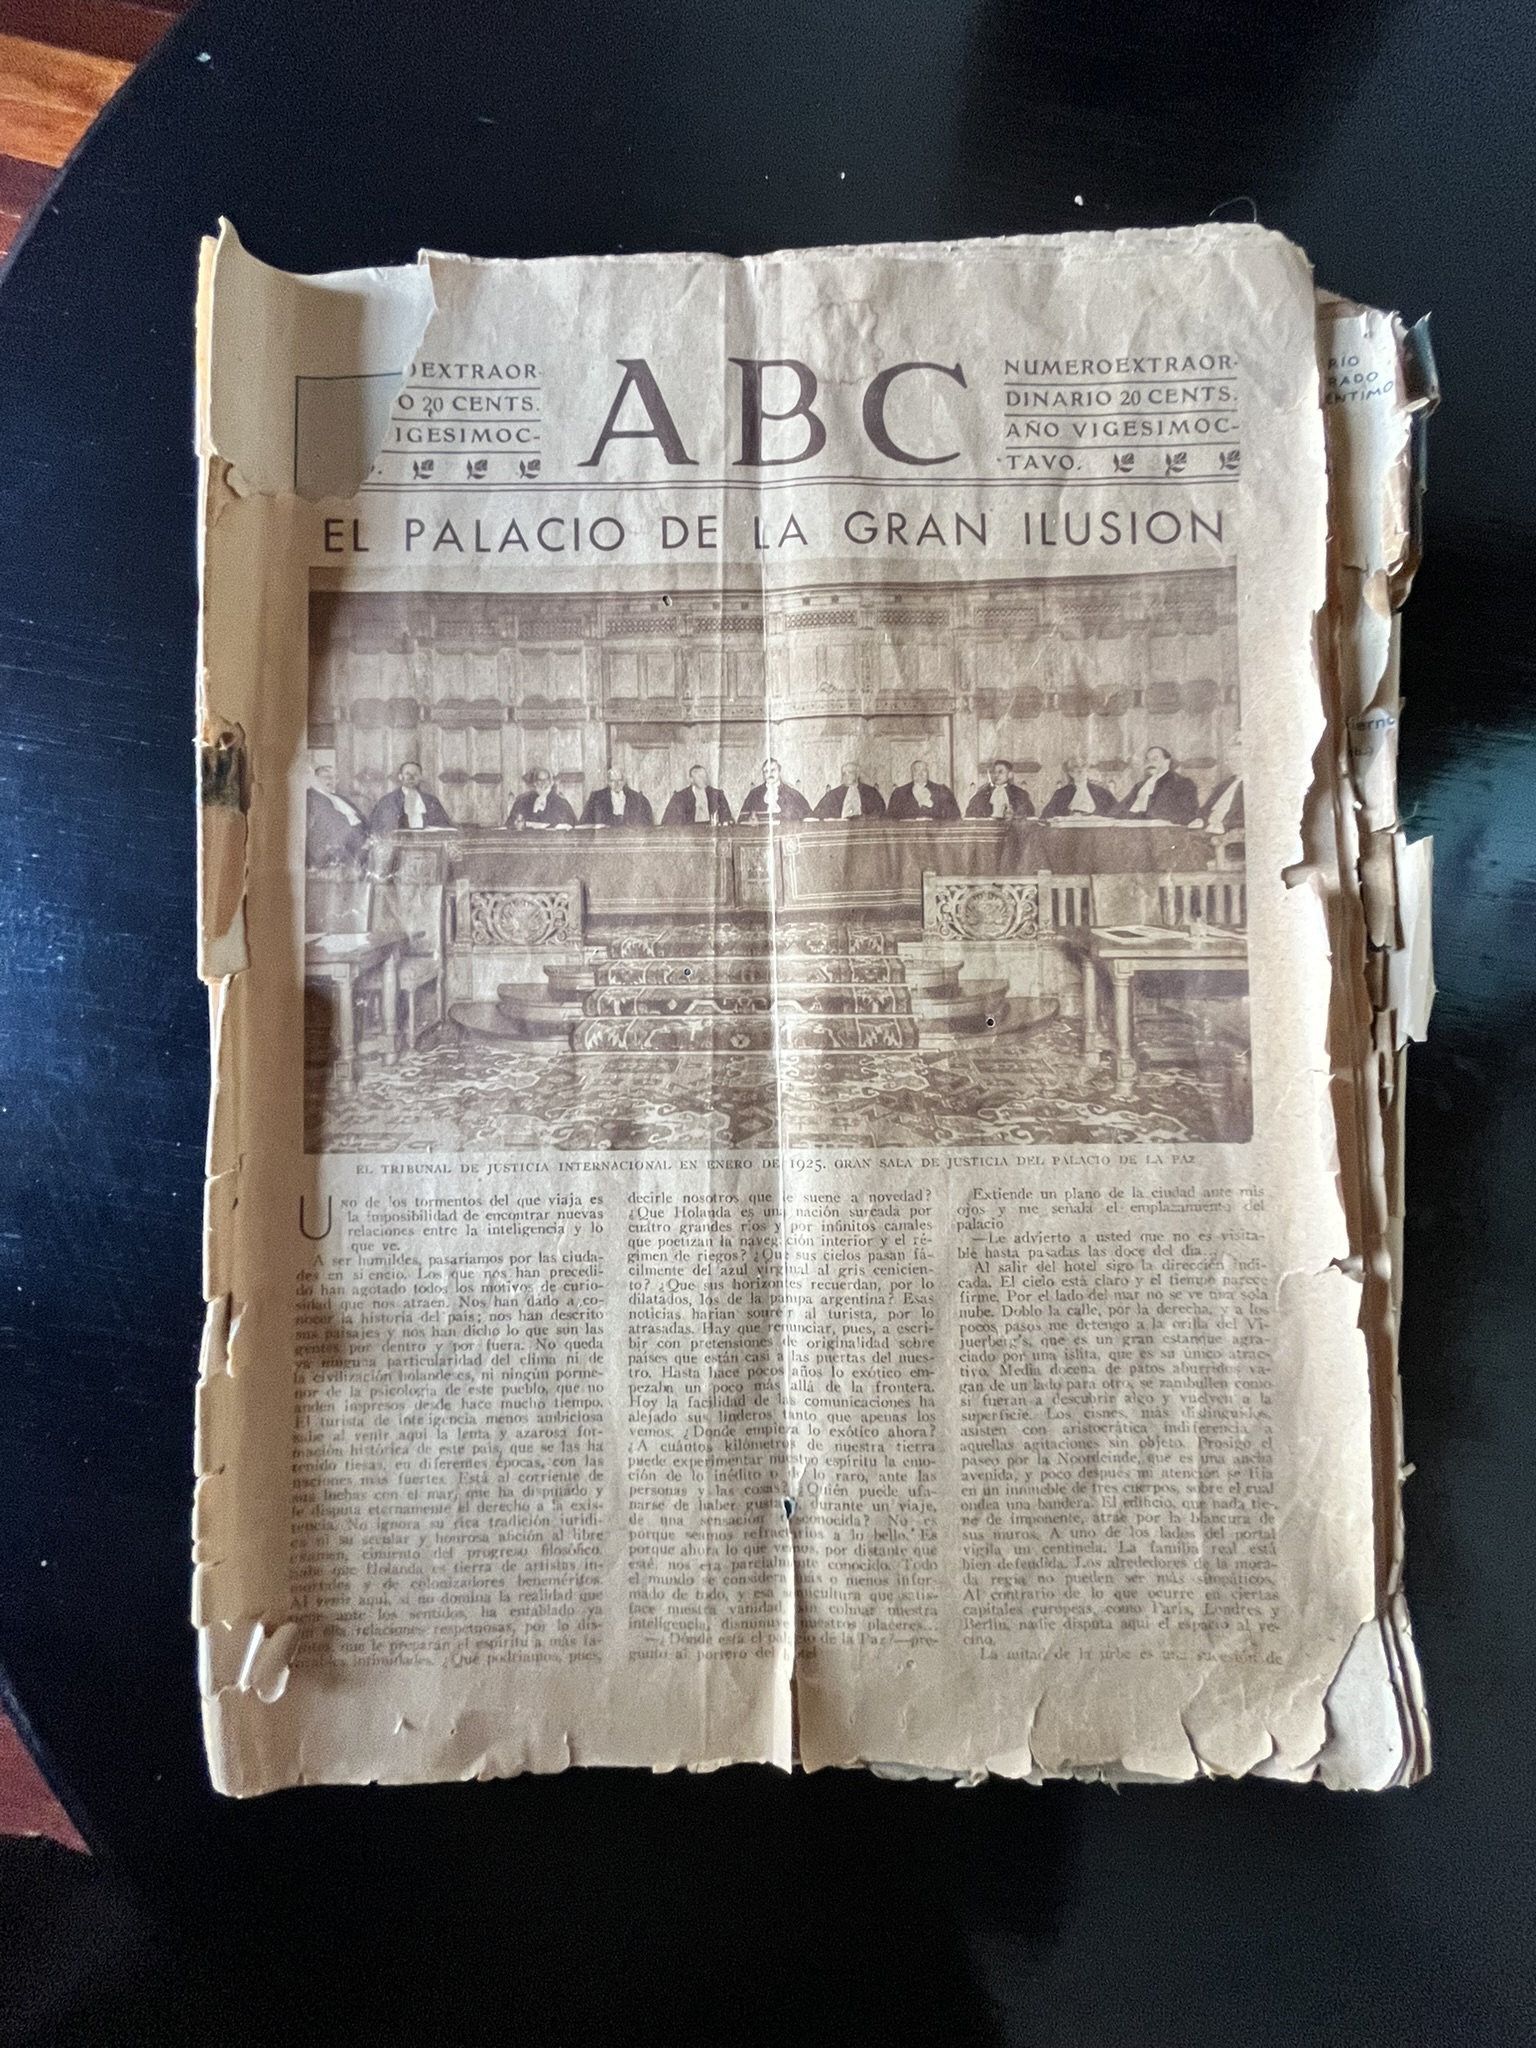 OEXTRAOR-
O 20 CENTS.
IGESIMOC-
ABC
NUMEROEXTRAOR-
DINARIO 20 CENTS.
AÑO VIGESIMOC-
TAVO.
EL PALACIO DE LA GRAN ILUSION
EL TRIBUNAL DE JUSTICIA INTERNACIONAL EN ENERO DE 1925. GRAN SALA DE JUSTICIA DEL PALACIO DE LA PAZ
Uno de los tormentos del que viaja es
la imposibilidad de encontrar nuevas
relaciones entre la inteligencia y lo
que ve.
A ser humildes, pasaríamos por las ciuda-
des en silencio. Los que nos han precedi-
do han agotado todos los motivos de curio-
sidad que nos atraen. Nos han dado a co-
nocer la historia del país; nos han descrito
sus paisajes y nos han dicho lo que son las
gentes por dentro y por fuera. No queda
ya ninguna particularidad del clima ni de
la civilización holandeses, ni ningún porme-
nor de la psicología de este pueblo, que no
anden impresos desde hace mucho tiempo.
El turista de inteligencia menos ambiciosa
sabe al venir aquí la lenta y azarosa for-
mación histórica de este país, que se las ha
tenido tiesas, en diferentes épocas, con las
naciones más fuertes. Está al corriente de
sus luchas con el mar, que ha disputado y
le disputa eternamente el derecho a la exis-
tencia. No ignora su rica tradición jurídi-
ca ni su secular y honrosa afición al libre
examen, cimiento del progreso filosófico.
Sabe que Holanda es tierra de artistas in-
mortales y de colonizadores beneméritos.
Al venir aquí, si no domina la realidad que
tiene ante los sentidos, ha entablado ya
con ella relaciones respetuosas, por lo dis-
tantes, que le preparan el espíritu a más fa-
intimidades. ¿Qué podríamos, pues,
decirle nosotros que le suene a novedad?
¿Que Holanda es una nación surcada por
cuatro grandes ríos y por infinitos canales
que poetizan la navegación interior y el ré-
gimen de riegos? ¿Que sus cielos pasan fá-
cilmente del azul virginal al gris cenicien-
to? ¿Que sus horizontes recuerdan, por lo
dilatados, los de la pampa argentina? Esas
noticias harían sonreír al turista, por lo
atrasadas. Hay que renunciar, pues, a escri-
bir con pretensiones de originalidad sobre
países que están casi a las puertas del nues-
tro. Hasta hace pocos años lo exótico em-
pezaba un poco más allá de la frontera.
Hoy la facilidad de las comunicaciones ha
alejado sus linderos tanto que apenas los
vemos. ¿Dónde empieza lo exótico ahora?
¿A cuántos kilómetros de nuestra tierra
puede experimentar nuestro espíritu la emo-
ción de lo inédito o de lo raro, ante las
personas y las cosas? ¿Quién puede ufa-
narse de haber gustado, durante un viaje,
de una sensación desconocida? No es
porque seamos refractarios a lo bello. Es
porque ahora lo que vemos, por distante que
esté, nos era parcialmente conocido. Todo
el mundo se considera más o menos infor-
mado de todo, y esa semicultura que satis-
face nuestra vanidad, sin colmar nuestra
inteligencia, disminuye nuestros placeres...
—¿Dónde está el palacio de la Paz?—pre-
gunto al portero del hotel
Extiende un plano de la ciudad ante mis
ojos y me señala el emplazamiento del
palacio
—Le advierto a usted que no es visita-
ble hasta pasadas las doce del día...
Al salir del hotel sigo la dirección indi-
cada. El cielo está claro y el tiempo parece
firme. Por el lado del mar no se ve una sola
nube. Doblo la calle, por la derecha, y a los
pocos pasos me detengo a la orilla del Vi-
juerberg's, que es un gran estanque agra-
ciado por una islita, que es su único atrac-
tivo. Media docena de patos aburridos va-
gan de un lado para otro, se zambullen como
si fueran a descubrir algo y vuelven a la
superficie. Los cisnes, más distinguidos,
asisten con aristocrática indiferencia a
aquellas agitaciones sin objeto. Prosigo el
paseo por la Noordeinde, que es una ancha
avenida, y poco después mi atención se fija
en un inmueble de tres cuerpos, sobre el cual
ondea una bandera. El edificio, que nada tie-
ne de imponente, atrae por la blancura de
sus muros. A uno de los lados del portal
vigila un centinela. La familia real está
bien defendida. Los alrededores de la mora-
da regia no pueden ser más simpáticos.
Al contrario de lo que ocurre en ciertas
capitales europeas, como París, Londres y
Berlín, nadie disputa aquí el espacio al ve-
cino.
La mitad de la urbe es una sucesión de
RÍO
RADO
ENTIMO